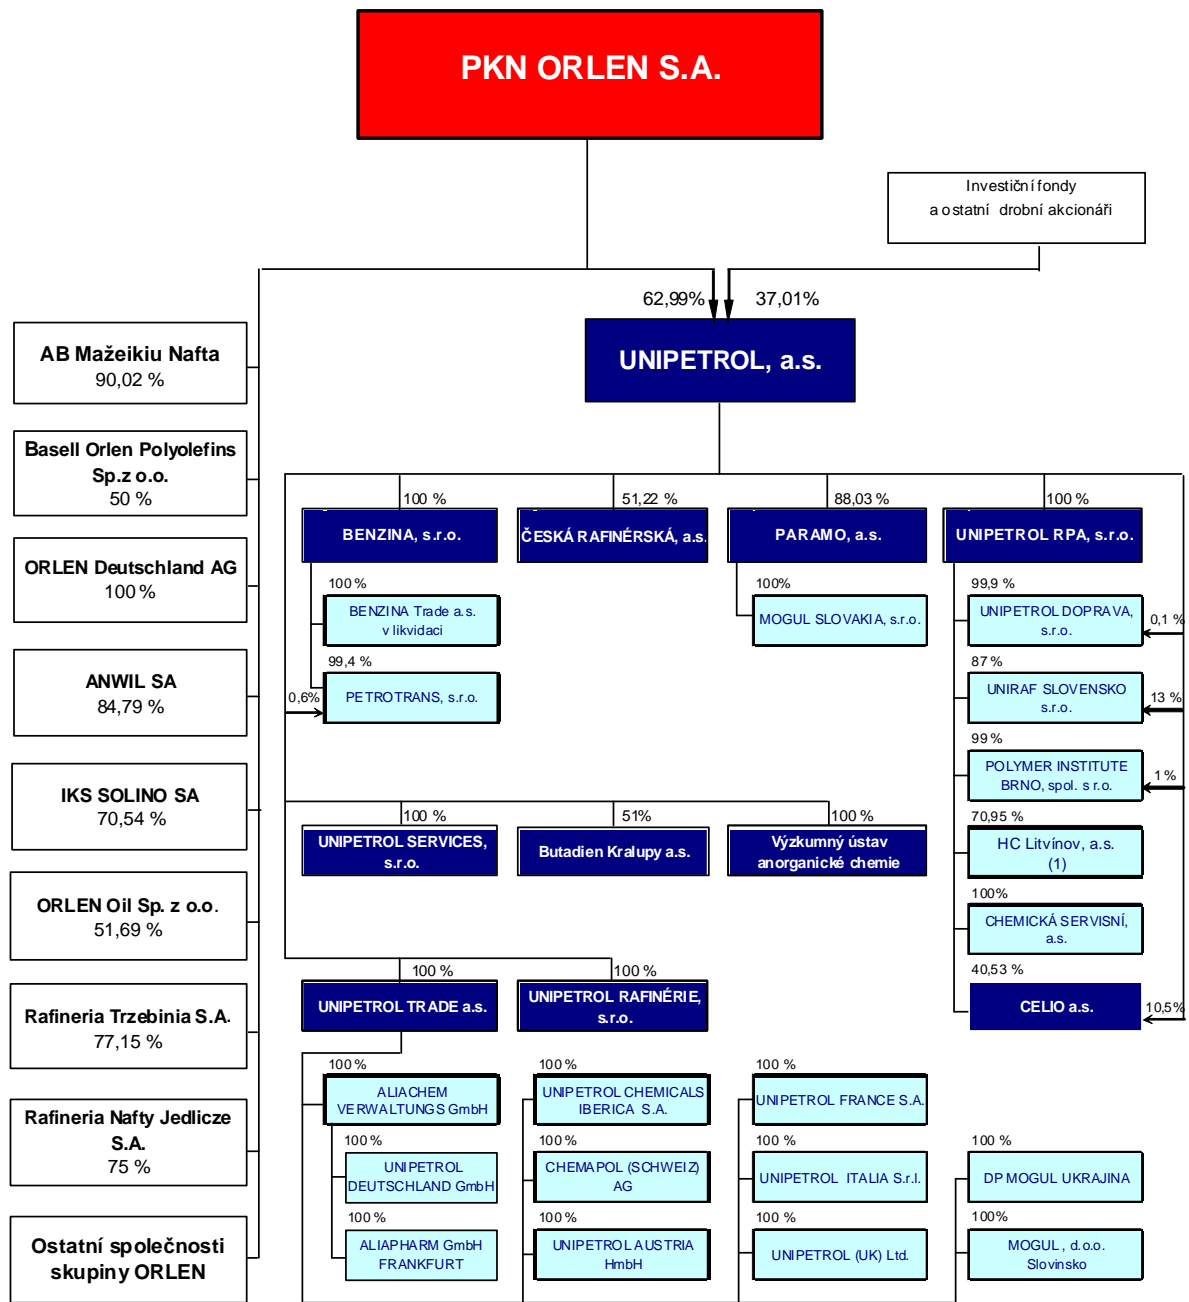 PKN ORLEN S.A.
Investiční fondy
a ostatní drobní akcionáři
62,99%
37,01%
UNIPETROL, a.s.
AB Mažeikiu Nafta
90,02 %
Basell Orlen Polyolefins
Sp.z o.o.
50 %
ORLEN Deutschland AG
100 %
ANWIL SA
84,79 %
IKS SOLINO SA
70,54 %
ORLEN Oil Sp. z o.o.
51,69 %
Rafineria Trzebinia S.A.
77,15 %
Rafineria Nafty Jedlicze
S.A.
75 %
Ostatní společnosti
skupiny ORLEN
100 %
BENZINA, s.r.o.
51,22 %
ČESKÁ RAFINÉRSKÁ, a.s.
88,03 %
PARAMO, a.s.
100 %
UNIPETROL RPA, s.r.o.
100 %
BENZINA Trade a.s.
v likvidaci
99,4 %
0,6%
PETROTRANS, s.r.o.
100%
MOGUL SLOVAKIA, s.r.o.
99,9 %
UNIPETROL DOPRAVA,
s.r.o.
0,1 %
87 %
UNIRAF SLOVENSKO
s.r.o.
13 %
99 %
POLYMER INSTITUTE
BRNO, spol. s r.o.
1 %
70,95 %
HC Litvínov, a.s.
(1)
100%
CHEMICKÁ SERVISNÍ,
a.s.
40,53 %
CELIO a.s.
10,5%
100 %
UNIPETROL SERVICES,
s.r.o.
51%
Butadien Kralupy a.s.
100 %
Výzkumný ústav
anorganické chemie
100 %
UNIPETROL TRADE a.s.
100 %
UNIPETROL RAFINÉRIE,
s.r.o.
100 %
ALIACHEM
VERWALTUNGS GmbH
100 %
UNIPETROL
DEUTSCHLAND GmbH
100 %
ALIAPHARM GmbH
FRANKFURT
100 %
UNIPETROL CHEMICALS
IBERICA S.A.
100 %
CHEMAPOL (SCHWEIZ)
AG
100 %
UNIPETROL AUSTRIA
HmbH
100 %
UNIPETROL FRANCE S.A.
100 %
UNIPETROL ITALIA S.r.l.
100 %
UNIPETROL (UK) Ltd.
100 %
DP MOGUL UKRAJINA
100%
MOGUL, d.o.o.
Slovinsko